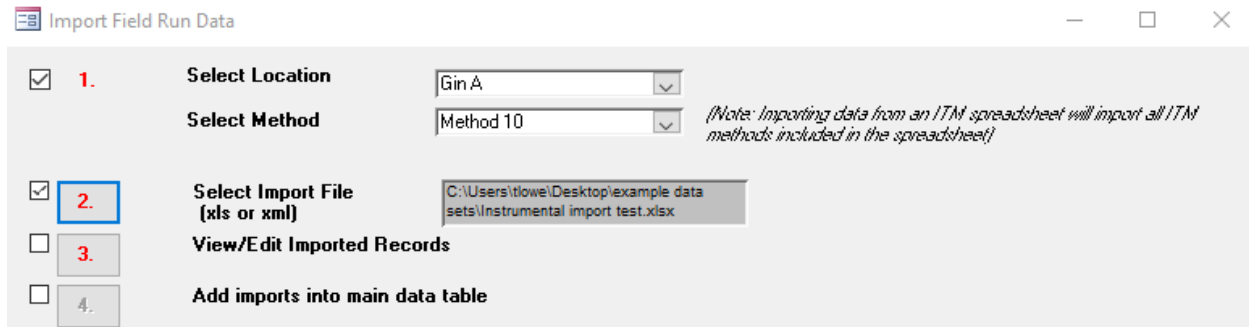 Import Field Run Data
1. Select Location Gin A
Select Method Method 10 (Note: Importing data from an ITM spreadsheet will import all ITM
methods included in the spreadsheet)
2. Select Import File C:\Users\tlowe\Desktop\example data
(xls or xml) sets\Instrumental import test.xlsx
3. View/Edit Imported Records
4. Add imports into main data table